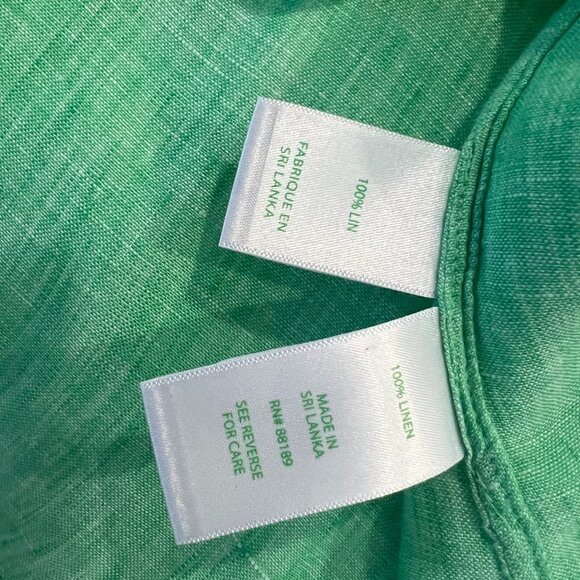 100% LIN
FABRIQUE EN
SRI LANKA
100% LINEN
MADE IN
SRI LANKA
RN# 88189
SEE REVERSE
FOR CARE